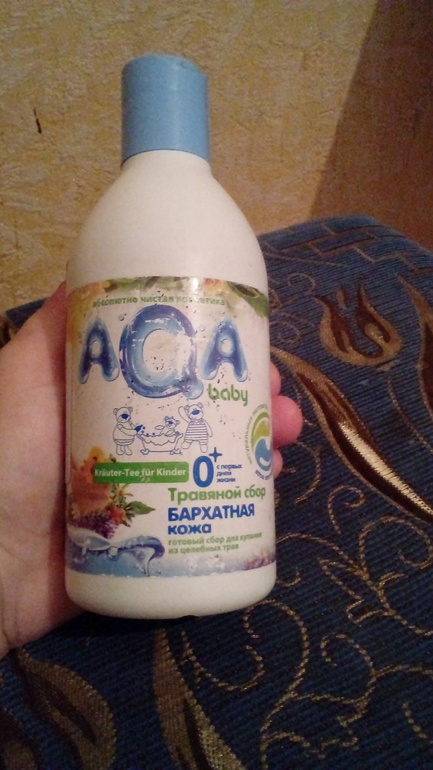 абсолютно чистая косметика
AQA
baby
Kräuter-Tee für Kinder
0+
с первых
дней
жизни
Травяной сбор
БАРХАТНАЯ
кожа
готовый сбор для купания
из целебных трав